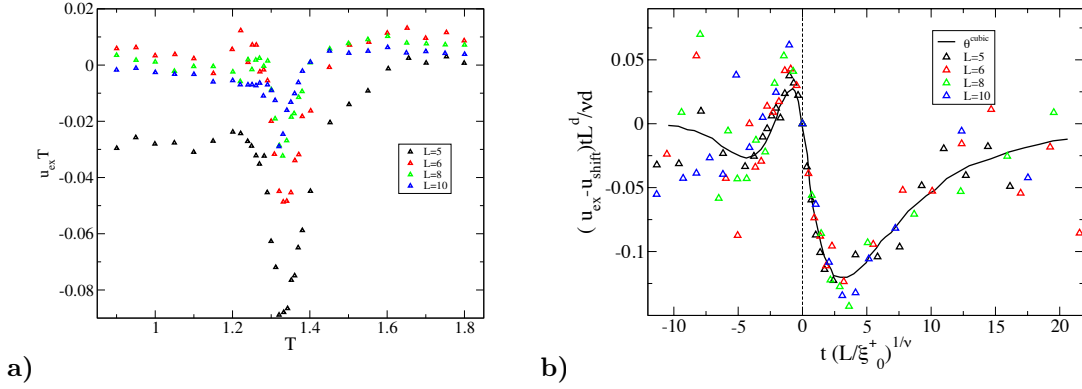 0.02
0
-0.02
-0.04
-0.06
-0.08
u_ex T
1
1.2
1.4
1.6
1.8
T
L=5
L=6
L=8
L=10
a)
0.05
0
-0.05
-0.1
( u_ex -u_shift )tL^d/νd
-10
-5
0
5
10
15
20
t (L/ξ^+_0)^1/ν
θ^cubic
L=5
L=6
L=8
L=10
b)